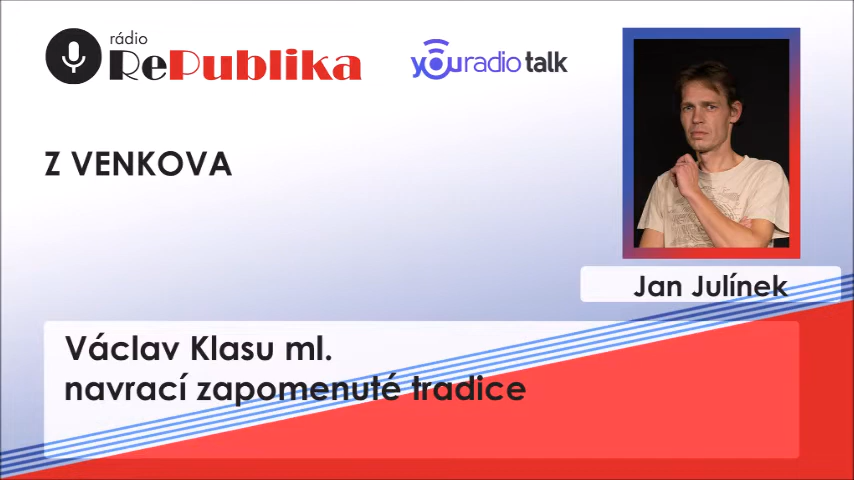 rádio
RePublika
youradio talk
Z VENKOVA
Jan Julínek
Václav Klasu ml.
navrací zapomenuté tradice